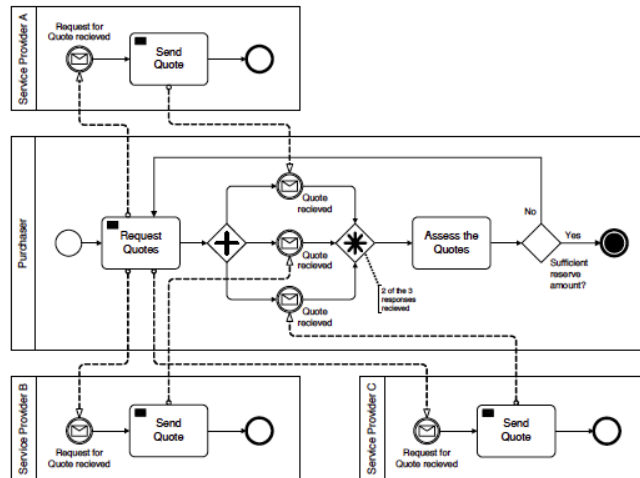 Service Provider A
Request for
Quote recieved
Send
Quote
Purchaser
Request
Quotes
Quote
recieved
Quote
recieved
Quote
recieved
2 of the 3
responses
recieved
Assess the
Quotes
No
Yes
Sufficient
reserve
amount?
Service Provider B
Request for
Quote recieved
Send
Quote
Service Provider C
Request for
Quote recieved
Send
Quote